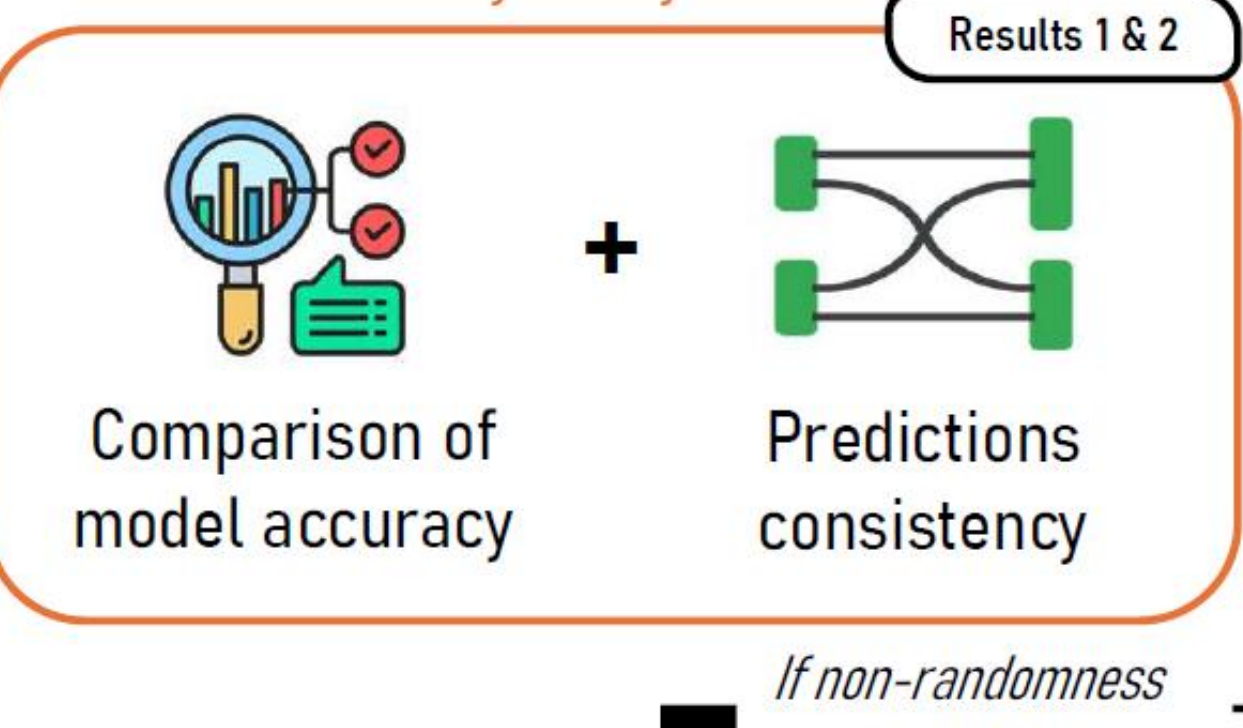 Results 1 & 2
+
Comparison of
model accuracy
Predictions
consistency
If non-randomness